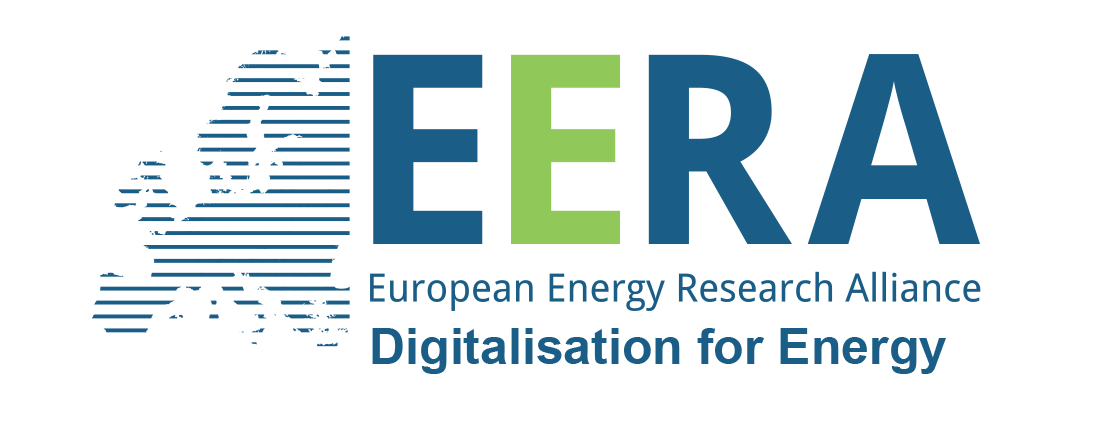 EERA
European Energy Research Alliance
Digitalisation for Energy